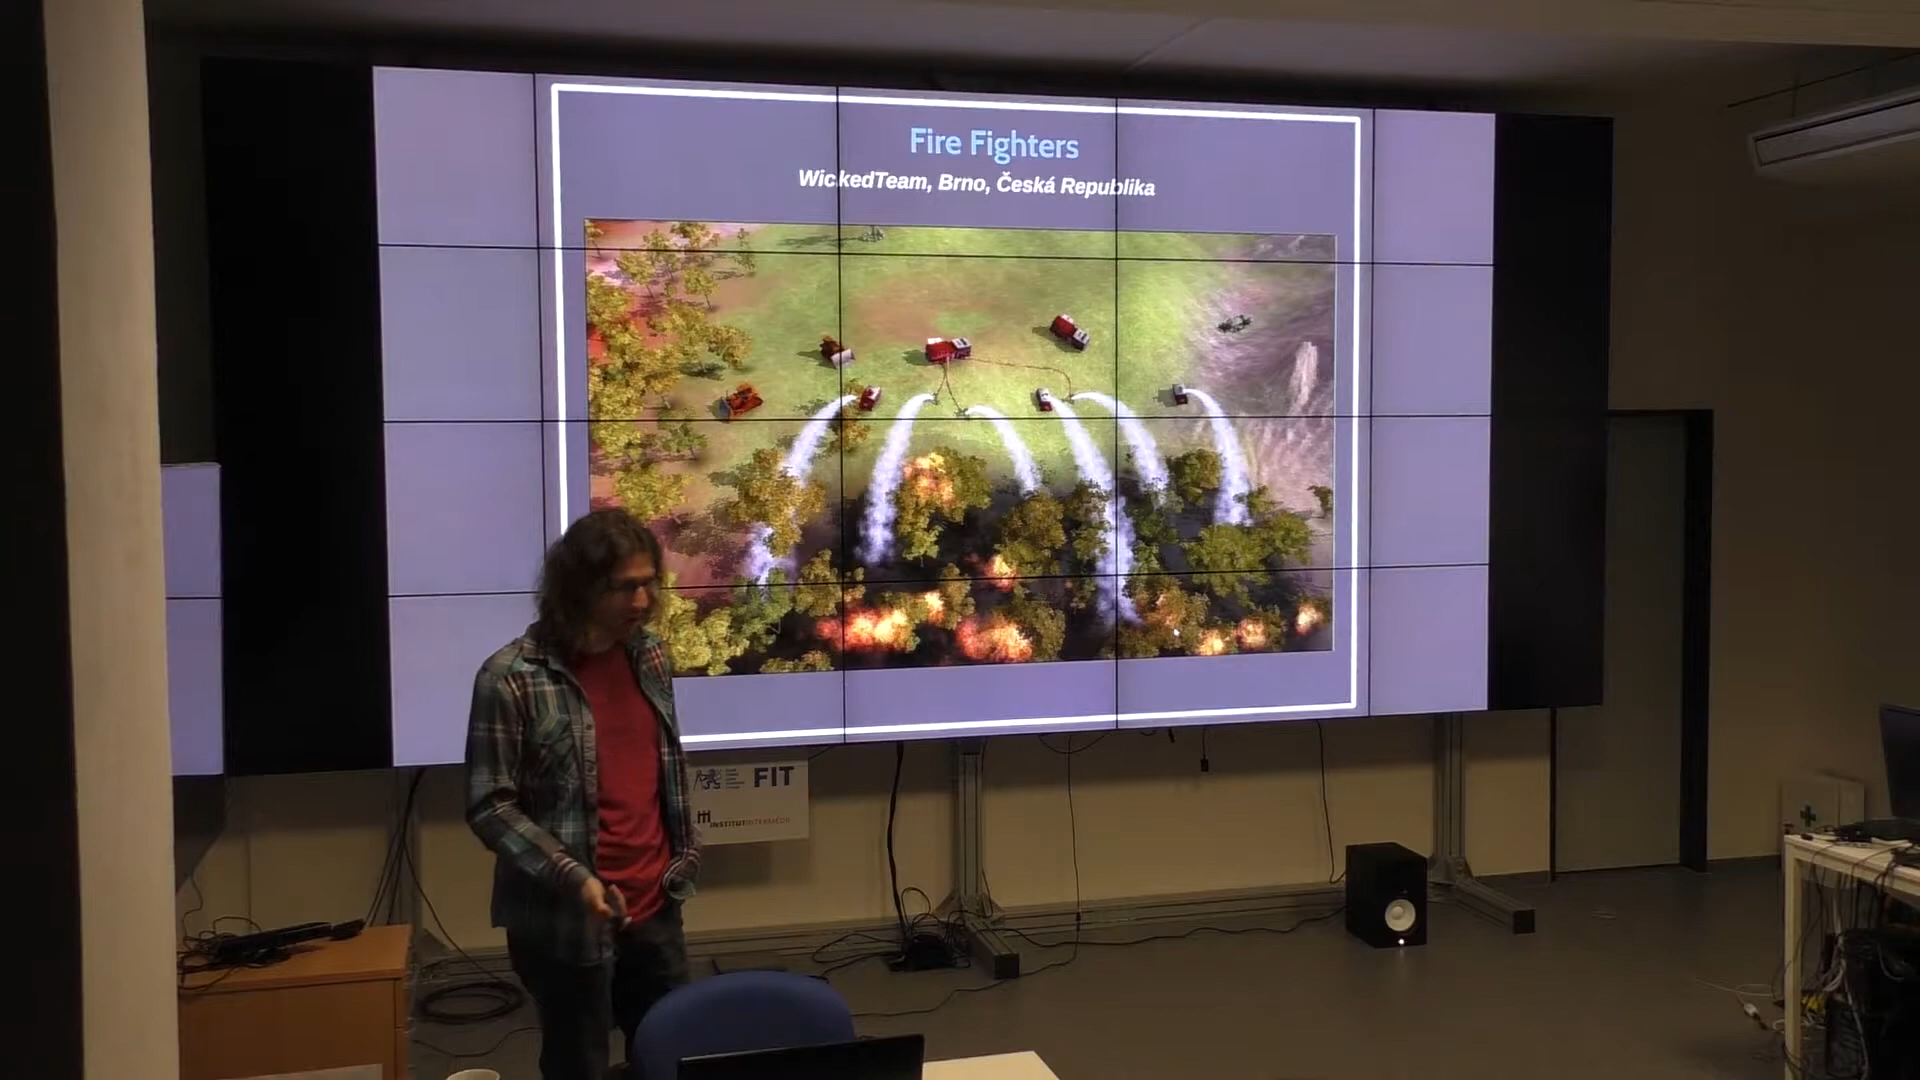 Fire Fighters
WickedTeam, Brno, Česká Republika
FIT
INSTITUT INTERMÉDIÍ